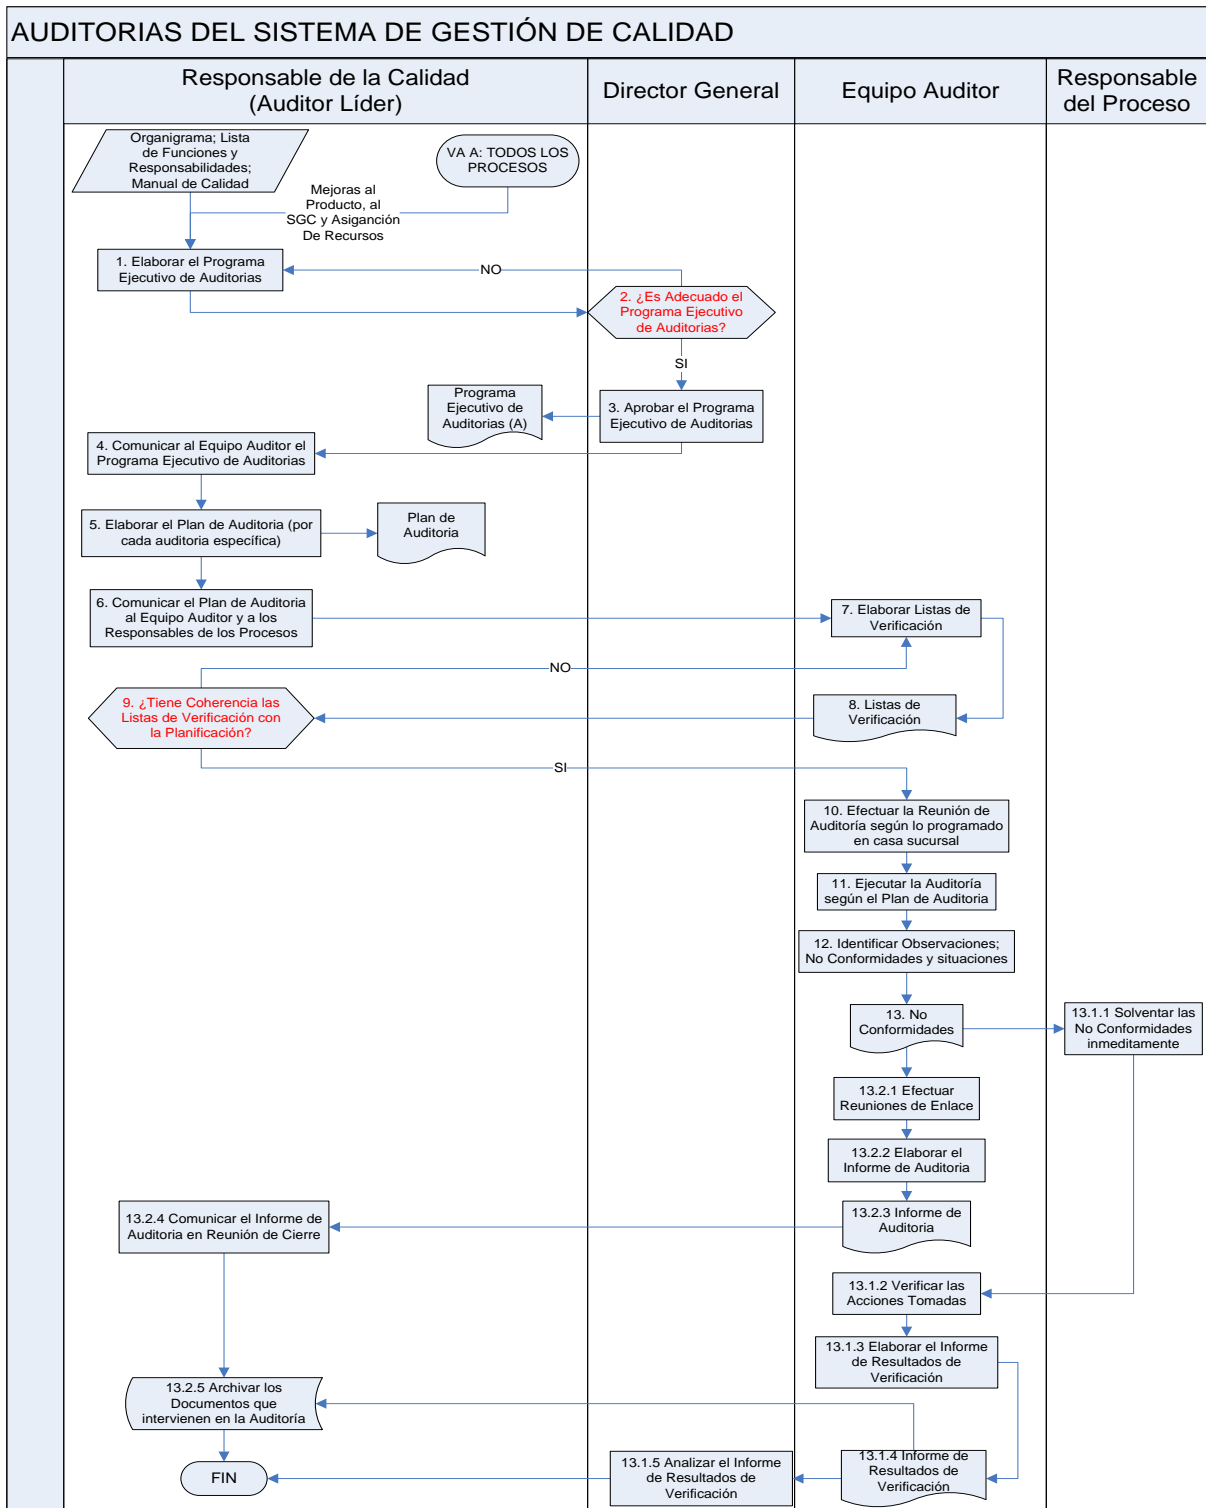 AUDITORIAS DEL SISTEMA DE GESTIÓN DE CALIDAD
Responsable de la Calidad
(Auditor Líder)
Director General
Equipo Auditor
Responsable
del Proceso
Organigrama; Lista
de Funciones y
Responsabilidades;
Manual de Calidad
VA A: TODOS LOS
PROCESOS
Mejoras al
Producto, al
SGC y Asiganción
De Recursos
1. Elaborar el Programa
Ejecutivo de Auditorias
NO
2. ¿Es Adecuado el
Programa Ejecutivo
de Auditorias?
SI
Programa
Ejecutivo de
Auditorias (A)
3. Aprobar el Programa
Ejecutivo de Auditorias
4. Comunicar al Equipo Auditor el
Programa Ejecutivo de Auditorias
5. Elaborar el Plan de Auditoria (por
cada auditoria específica)
Plan de
Auditoria
6. Comunicar el Plan de Auditoria
al Equipo Auditor y a los
Responsables de los Procesos
7. Elaborar Listas de
Verificación
NO
9. ¿Tiene Coherencia las
Listas de Verificación con
la Planificación?
8. Listas de
Verificación
SI
10. Efectuar la Reunión de
Auditoría según lo programado
en casa sucursal
11. Ejecutar la Auditoría
según el Plan de Auditoria
12. Identificar Observaciones;
No Conformidades y situaciones
13. No
Conformidades
13.1.1 Solventar las
No Conformidades
inmeditamente
13.2.1 Efectuar
Reuniones de Enlace
13.2.2 Elaborar el
Informe de Auditoria
13.2.4 Comunicar el Informe de
Auditoria en Reunión de Cierre
13.2.3 Informe de
Auditoria
13.1.2 Verificar las
Acciones Tomadas
13.1.3 Elaborar el Informe
de Resultados de
Verificación
13.2.5 Archivar los
Documentos que
intervienen en la Auditoría
FIN
13.1.5 Analizar el Informe
de Resultados de
Verificación
13.1.4 Informe de
Resultados de
Verificación